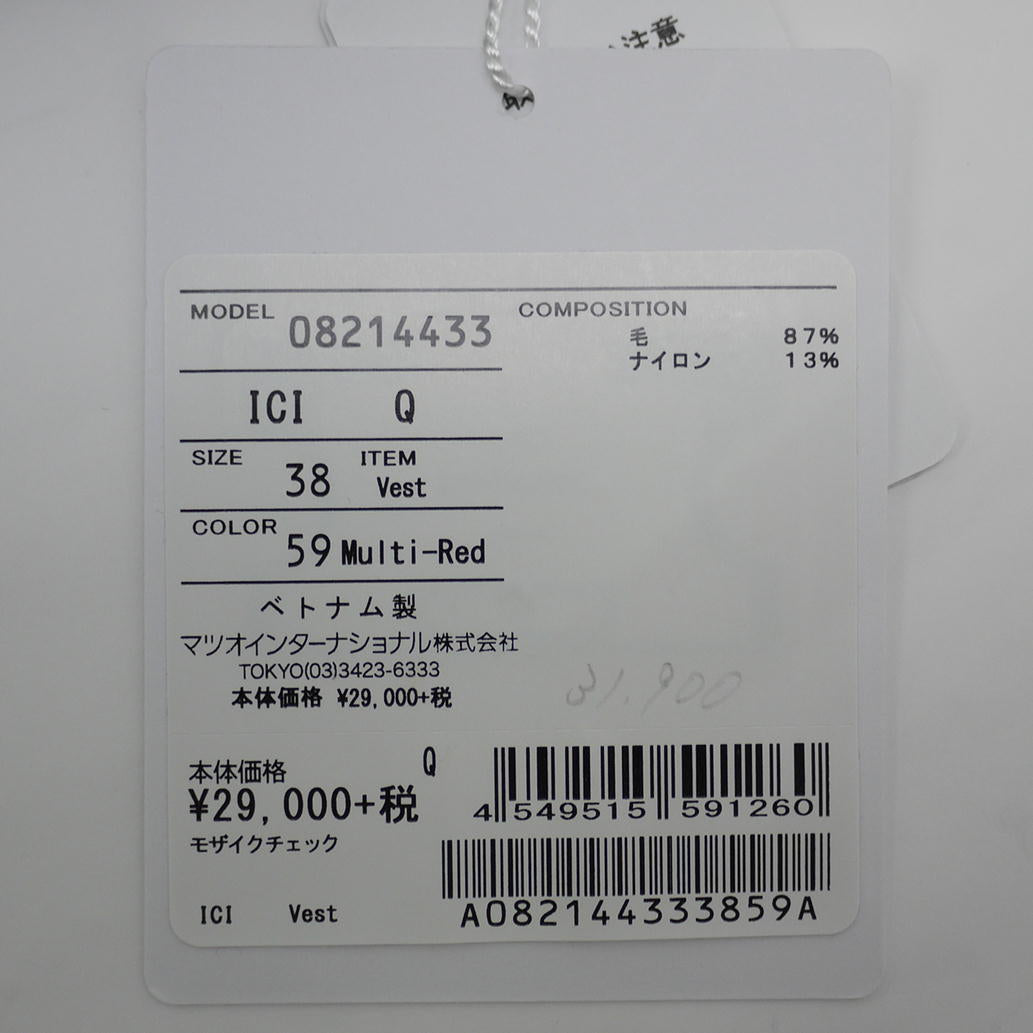 注意
MODEL 08214433
COMPOSITION
毛 87%
ナイロン 13%
ICI Q
SIZE 38 ITEM Vest
COLOR 59 Multi-Red
ベトナム製
マツオインターナショナル株式会社
TOKYO(03)3423-6333
本体価格 ¥29,000+税
31.900
本体価格 Q
¥29,000+税
モザイクチェック
ICI Vest
4 549515 591260
A082144333859A